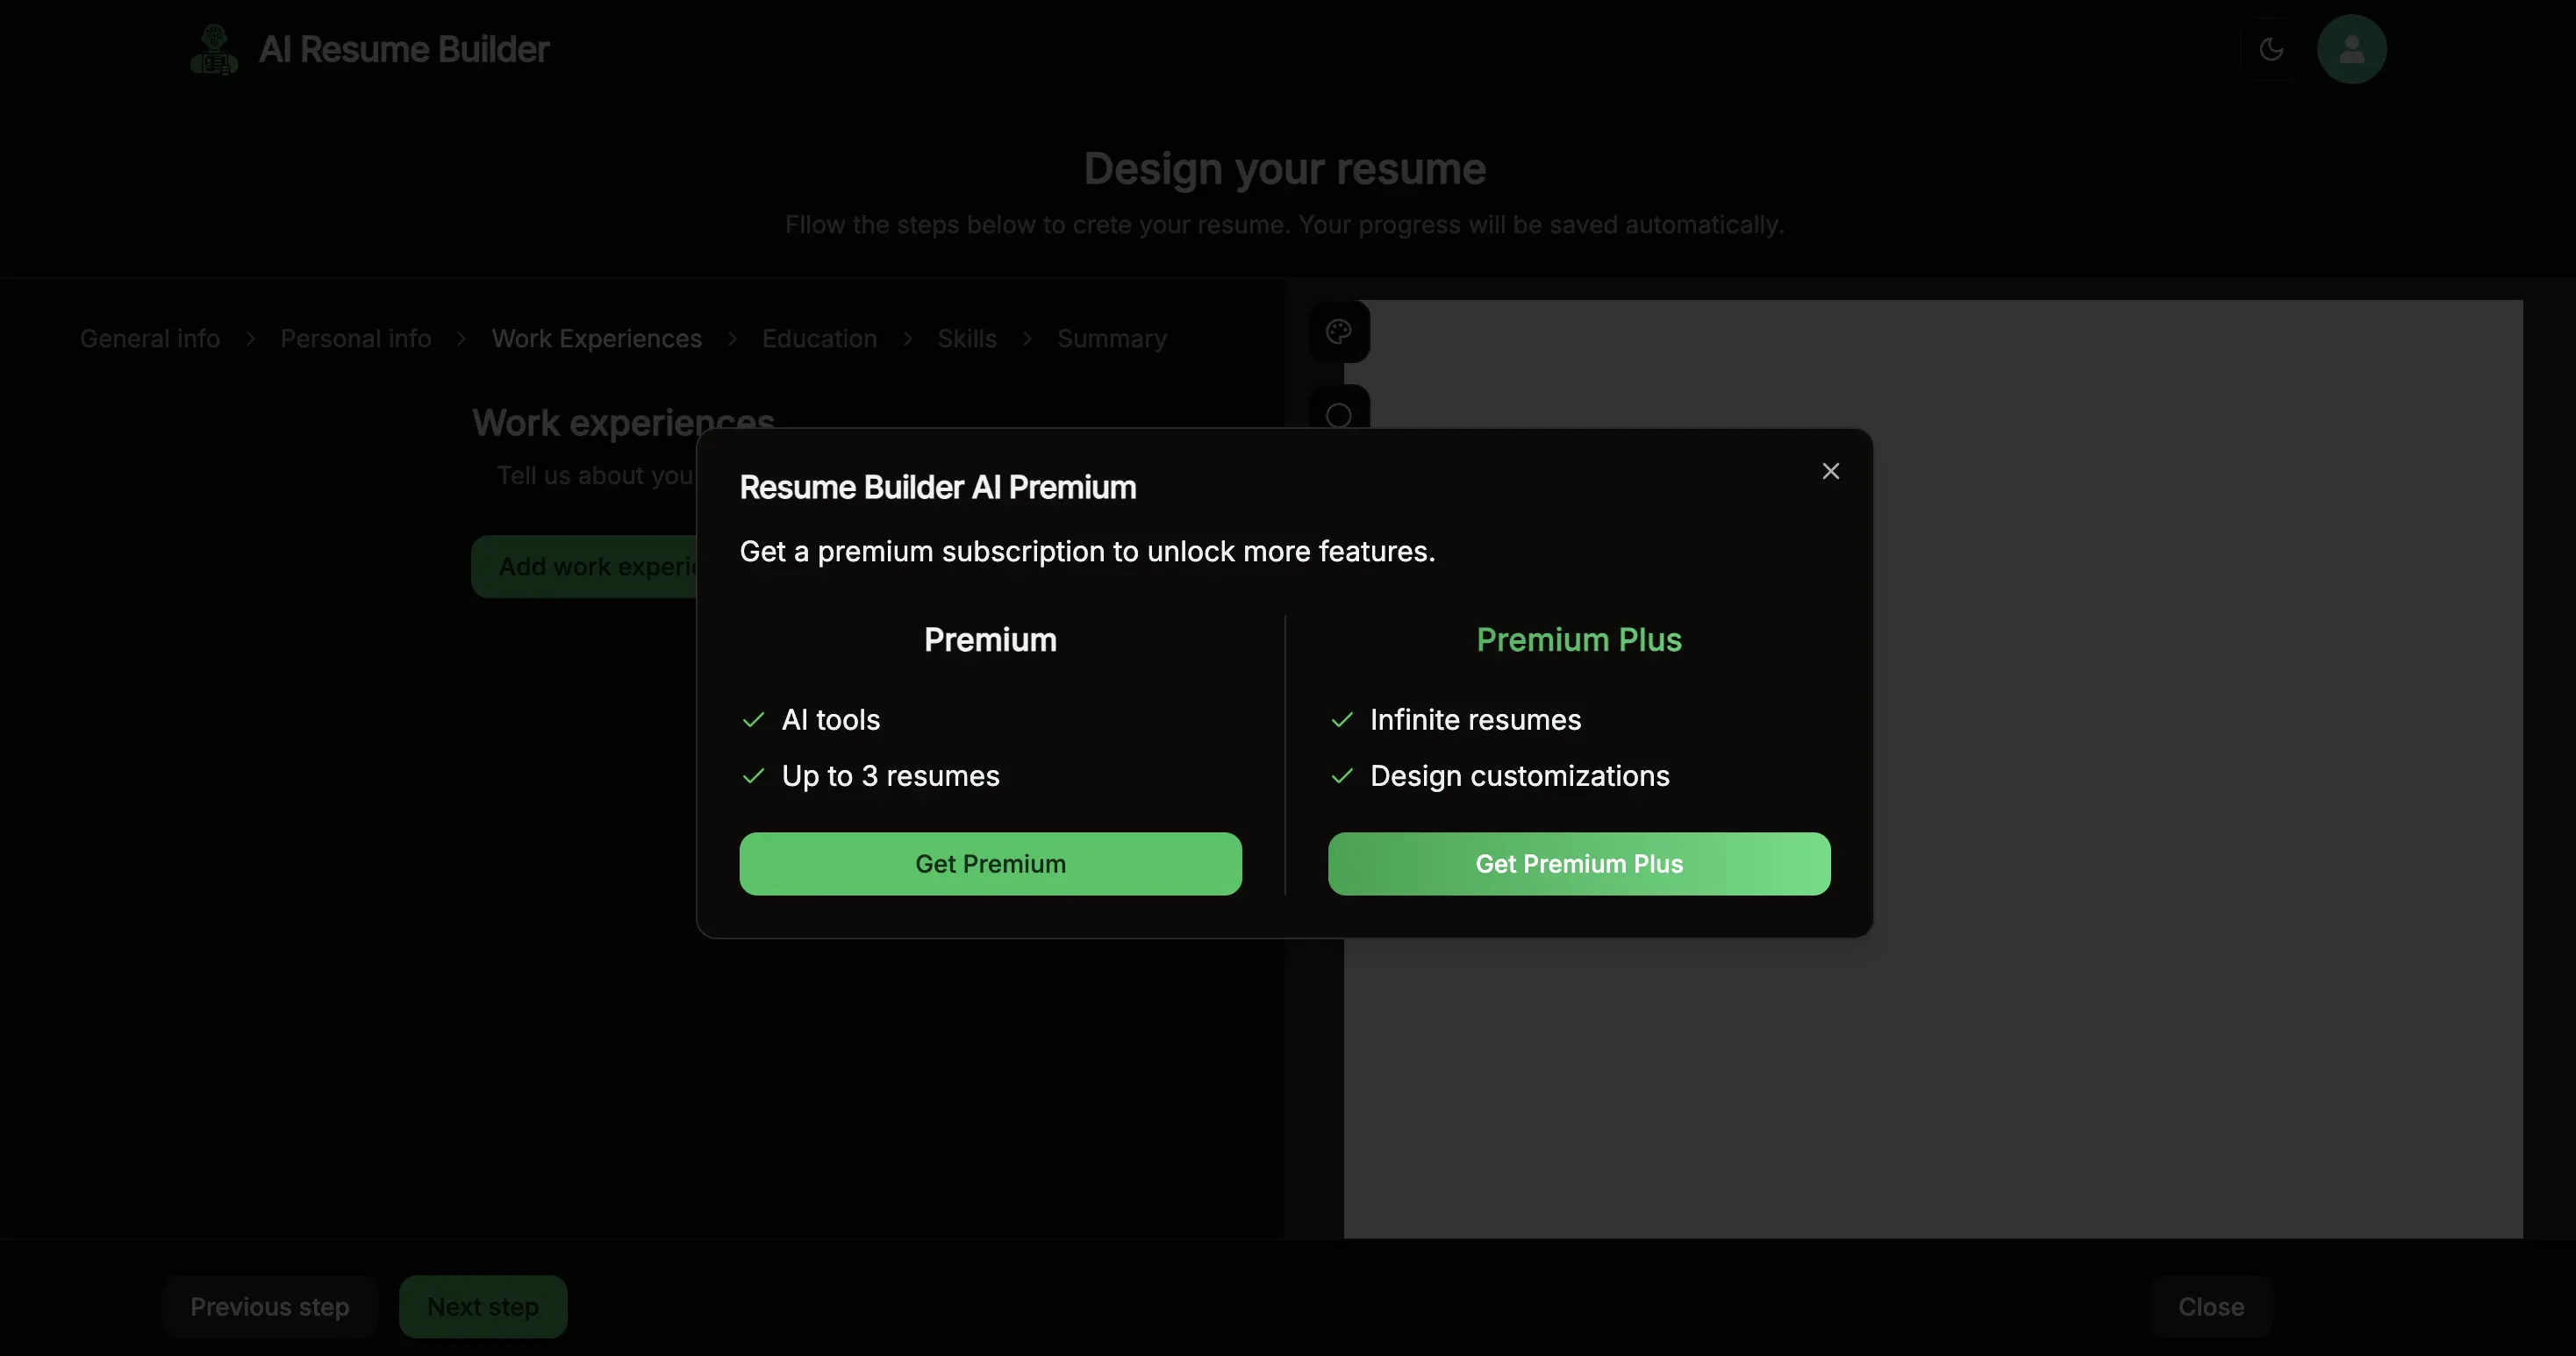 AI Resume Builder
Design your resume
Fllow the steps below to crete your resume. Your progress will be saved automatically.
General info > Personal info > Work Experiences > Education > Skills > Summary
Work experiences
Tell us about you
Add work experie
Resume Builder AI Premium
Get a premium subscription to unlock more features.
Premium
AI tools
Up to 3 resumes
Get Premium
Premium Plus
Infinite resumes
Design customizations
Get Premium Plus
Previous step
Next step
Close